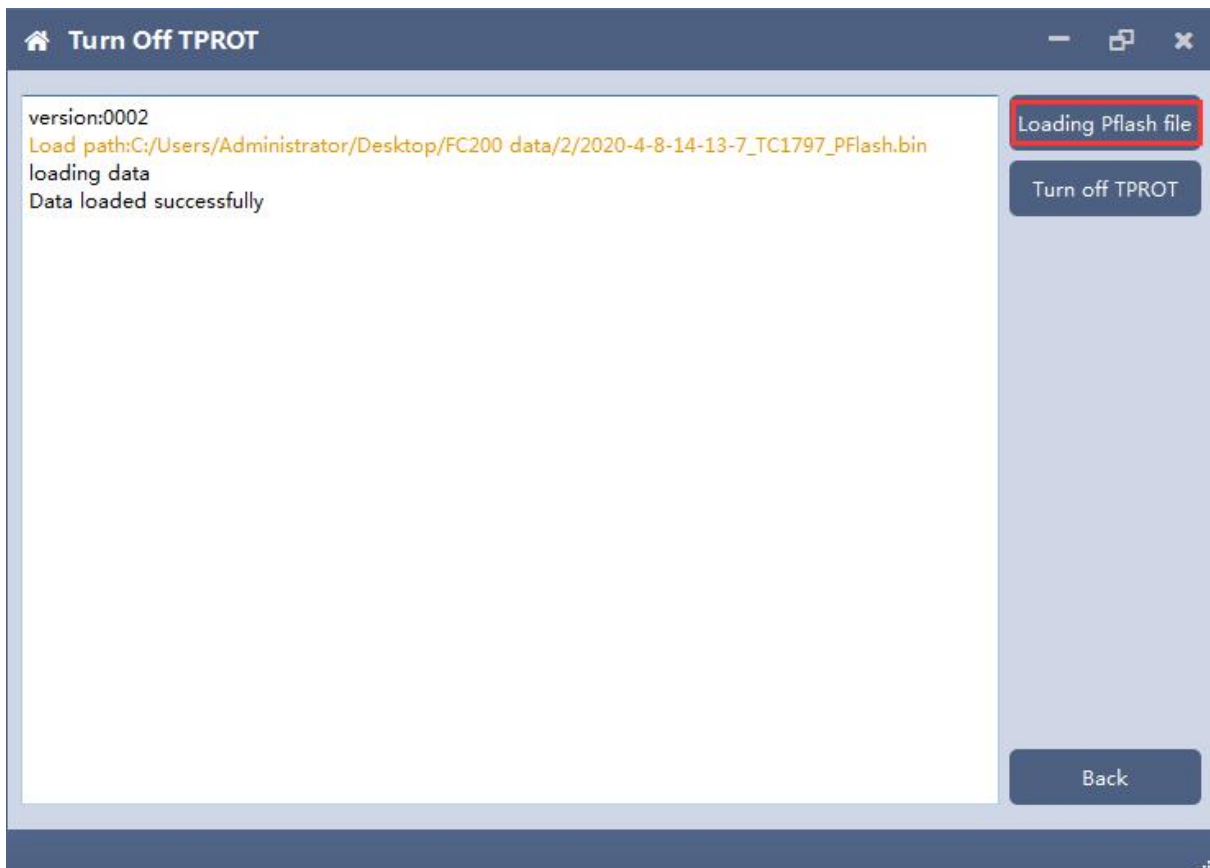 Turn Off TPROT
version:0002
Load path:C:/Users/Administrator/Desktop/FC200 data/2/2020-4-8-14-13-7_TC1797_PFlash.bin
loading data
Data loaded successfully
Loading Pflash file
Turn off TPROT
Back